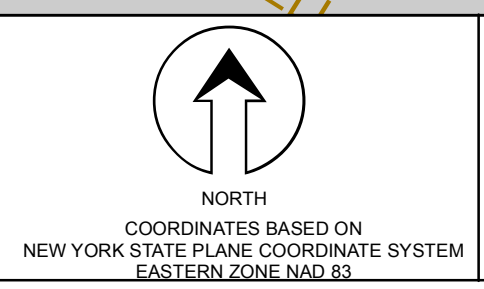 NORTH
COORDINATES BASED ON
NEW YORK STATE PLANE COORDINATE SYSTEM
EASTERN ZONE NAD 83